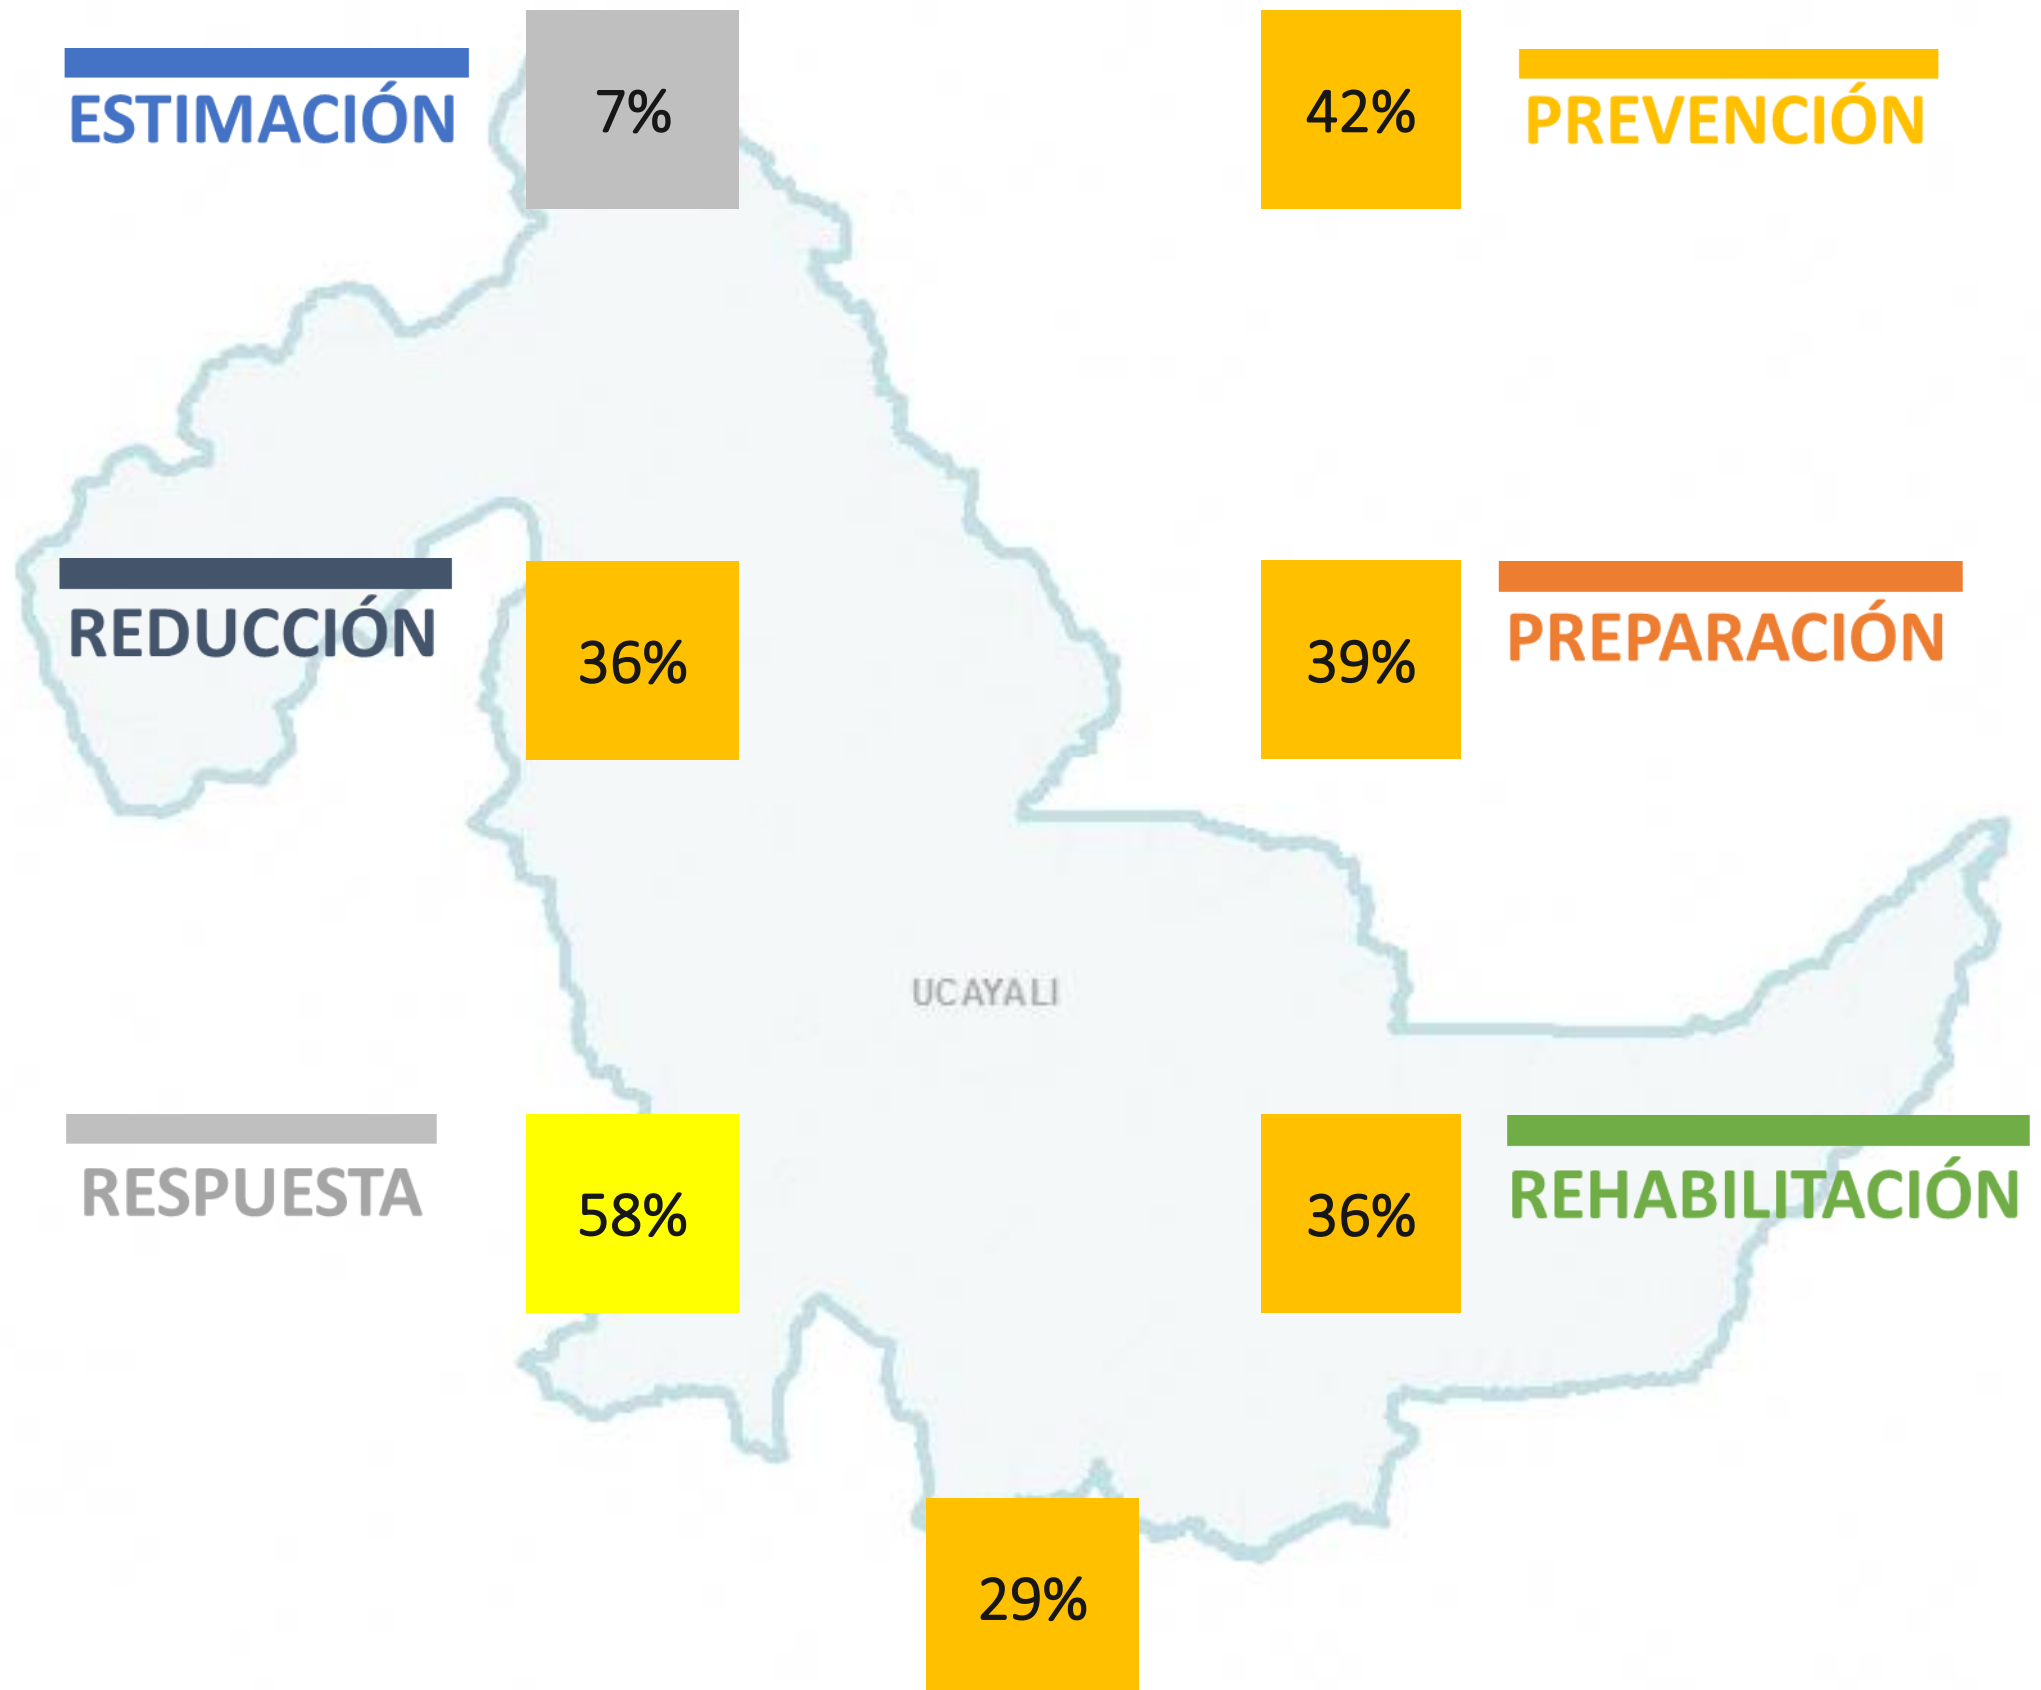 ESTIMACIÓN
7%
42%
PREVENCIÓN
REDUCCIÓN
36%
39%
PREPARACIÓN
UCAYALI
RESPUESTA
58%
36%
REHABILITACIÓN
29%